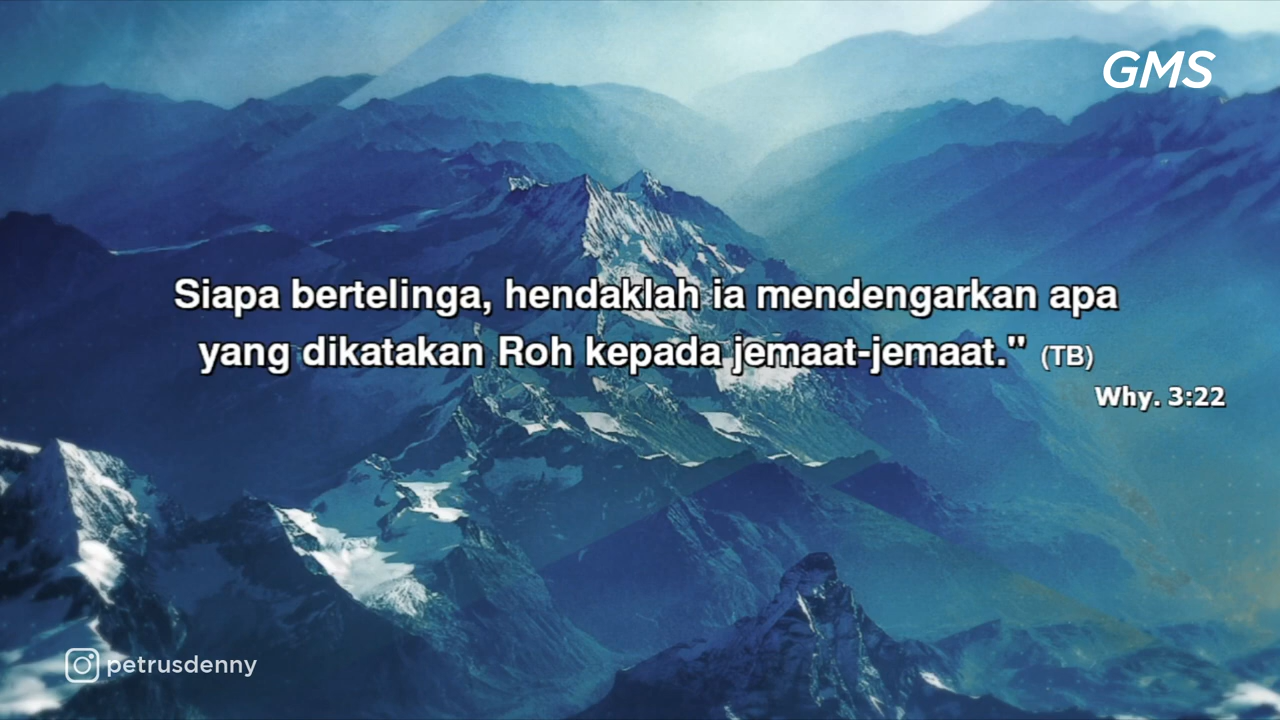 GMS
Siapa bertelinga, hendaklah ia mendengarkan apa
yang dikatakan Roh kepada jemaat-jemaat." (TB)
Why. 3:22
petrusdenny